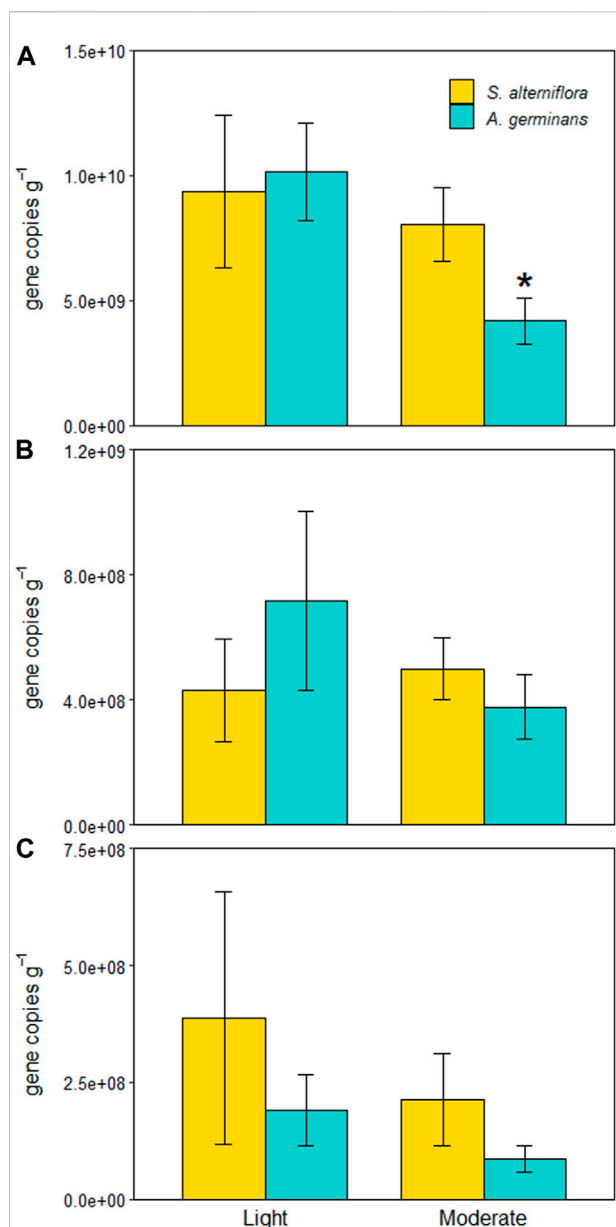 A
1.5e+10
S. alterniflora
A. germinans
1.0e+10
gene copies g⁻¹
5.0e+09
*
0.0e+00
B
1.2e+09
8.0e+08
gene copies g⁻¹
4.0e+08
0.0e+00
C
7.5e+08
5.0e+08
gene copies g⁻¹
2.5e+08
0.0e+00
Light Moderate